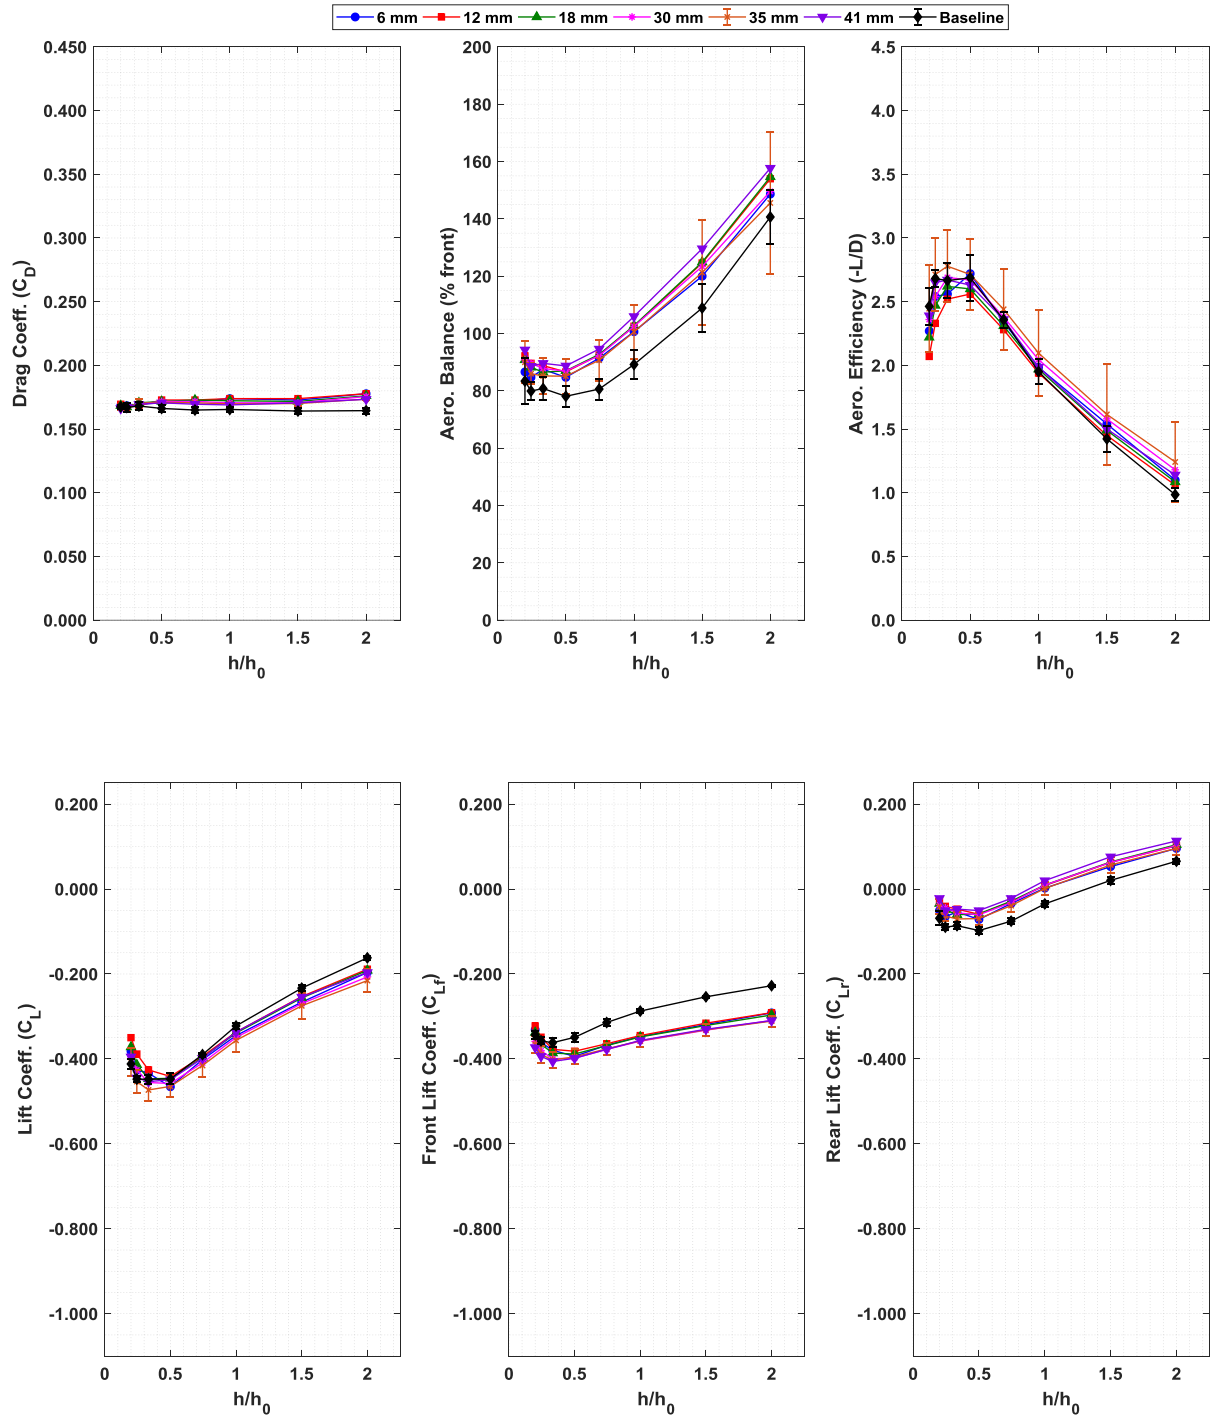 6 mm 12 mm 18 mm 30 mm 35 mm 41 mm Baseline
Drag Coeff. (C_D)
0.450
0.400
0.350
0.300
0.250
0.200
0.150
0.100
0.050
0.000
0 0.5 1 1.5 2
h/h_0
Aero. Balance (% front)
200
180
160
140
120
100
80
60
40
20
0
0 0.5 1 1.5 2
h/h_0
Aero. Efficiency (-L/D)
4.5
4.0
3.5
3.0
2.5
2.0
1.5
1.0
0.5
0.0
0 0.5 1 1.5 2
h/h_0
Lift Coeff. (C_L)
0.200
0.000
-0.200
-0.400
-0.600
-0.800
-1.000
0 0.5 1 1.5 2
h/h_0
Front Lift Coeff. (C_Lf)
0.200
0.000
-0.200
-0.400
-0.600
-0.800
-1.000
0 0.5 1 1.5 2
h/h_0
Rear Lift Coeff. (C_Lr)
0.200
0.000
-0.200
-0.400
-0.600
-0.800
-1.000
0 0.5 1 1.5 2
h/h_0